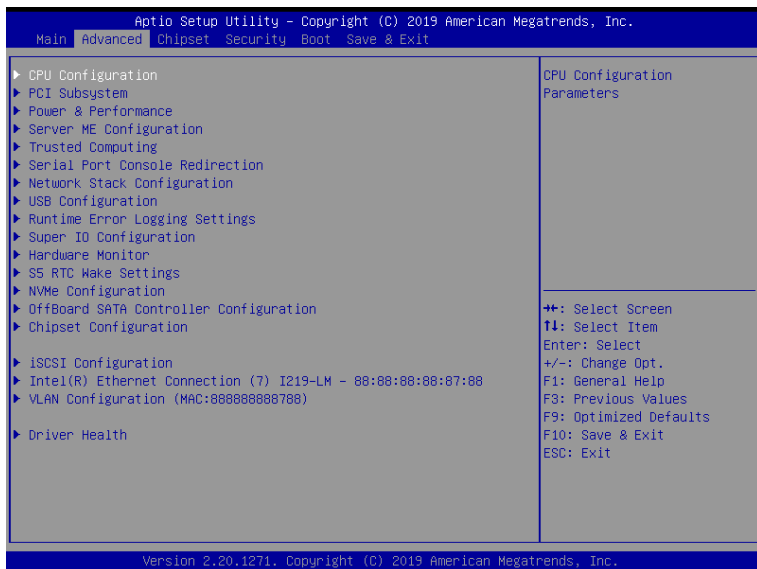 Aptio Setup Utility – Copyright (C) 2019 American Megatrends, Inc.
Main Advanced Chipset Security Boot Save & Exit
CPU Configuration
PCI Subsystem
Power & Performance
Server ME Configuration
Trusted Computing
Serial Port Console Redirection
Network Stack Configuration
USB Configuration
Runtime Error Logging Settings
Super IO Configuration
Hardware Monitor
S5 RTC Wake Settings
NVMe Configuration
OffBoard SATA Controller Configuration
Chipset Configuration
iSCSI Configuration
Intel(R) Ethernet Connection (7) I219-LM – 88:88:88:88:87:88
VLAN Configuration (MAC:888888888788)
Driver Health
CPU Configuration
Parameters
→←: Select Screen
↑↓: Select Item
Enter: Select
+/-: Change Opt.
F1: General Help
F3: Previous Values
F9: Optimized Defaults
F10: Save & Exit
ESC: Exit
Version 2.20.1271. Copyright (C) 2019 American Megatrends, Inc.